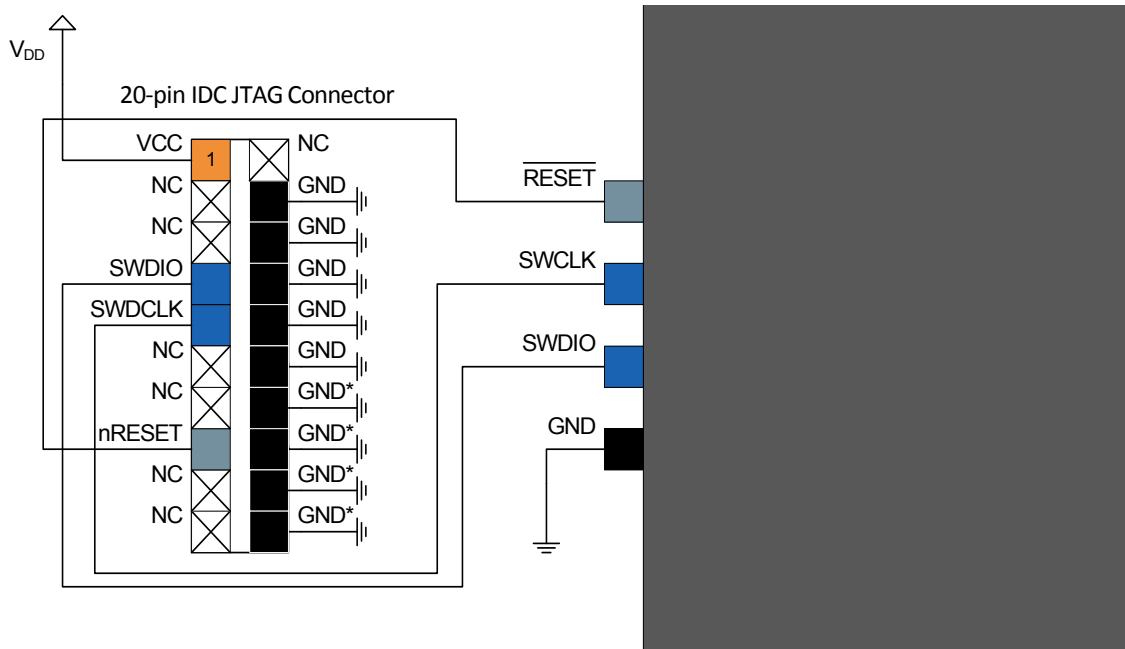 V_DD
20-pin IDC JTAG Connector
VCC
1
NC
NC
GND
NC
GND
SWDIO
GND
SWDCLK
GND
NC
GND
NC
GND*
nRESET
GND*
NC
GND*
NC
GND*
RESET
SWCLK
SWDIO
GND